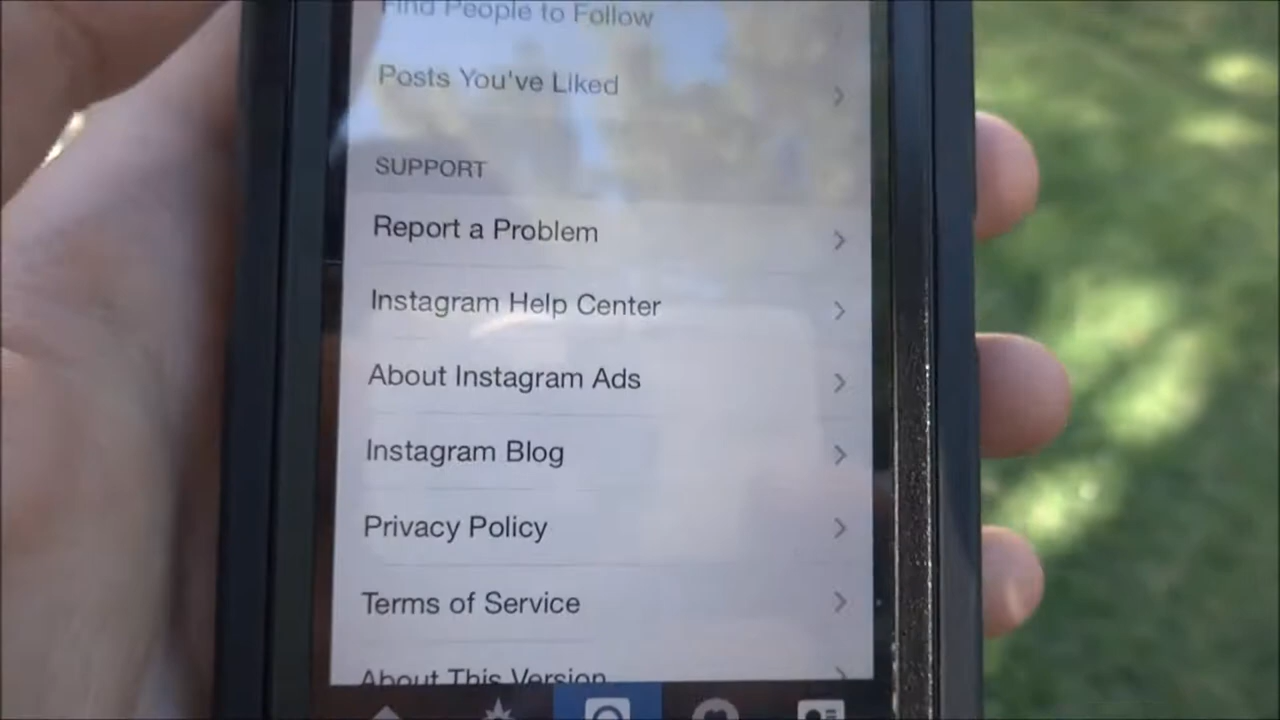 Find People to Follow
Posts You've Liked
SUPPORT
Report a Problem
Instagram Help Center
About Instagram Ads
Instagram Blog
Privacy Policy
Terms of Service
About This Version